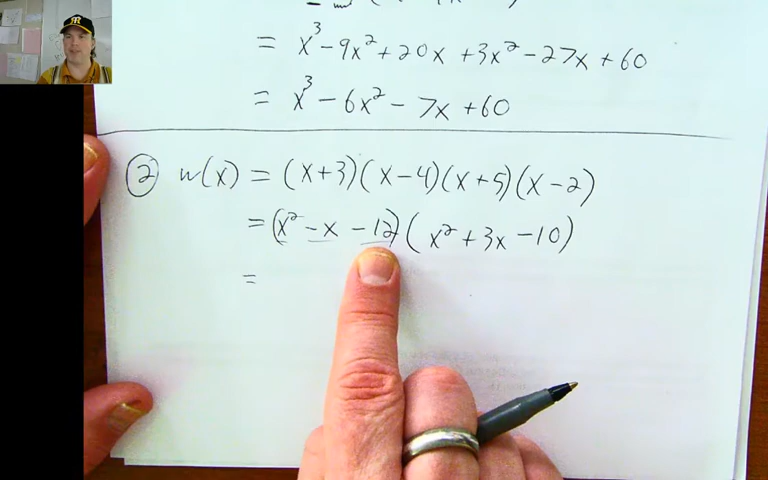 = x³ - 9x² + 20x + 3x² - 27x + 60
= x³ - 6x² - 7x + 60
② w(x) = (x+3)(x-4)(x+5)(x-2)
= (x² - x - 12)(x² + 3x - 10)
=